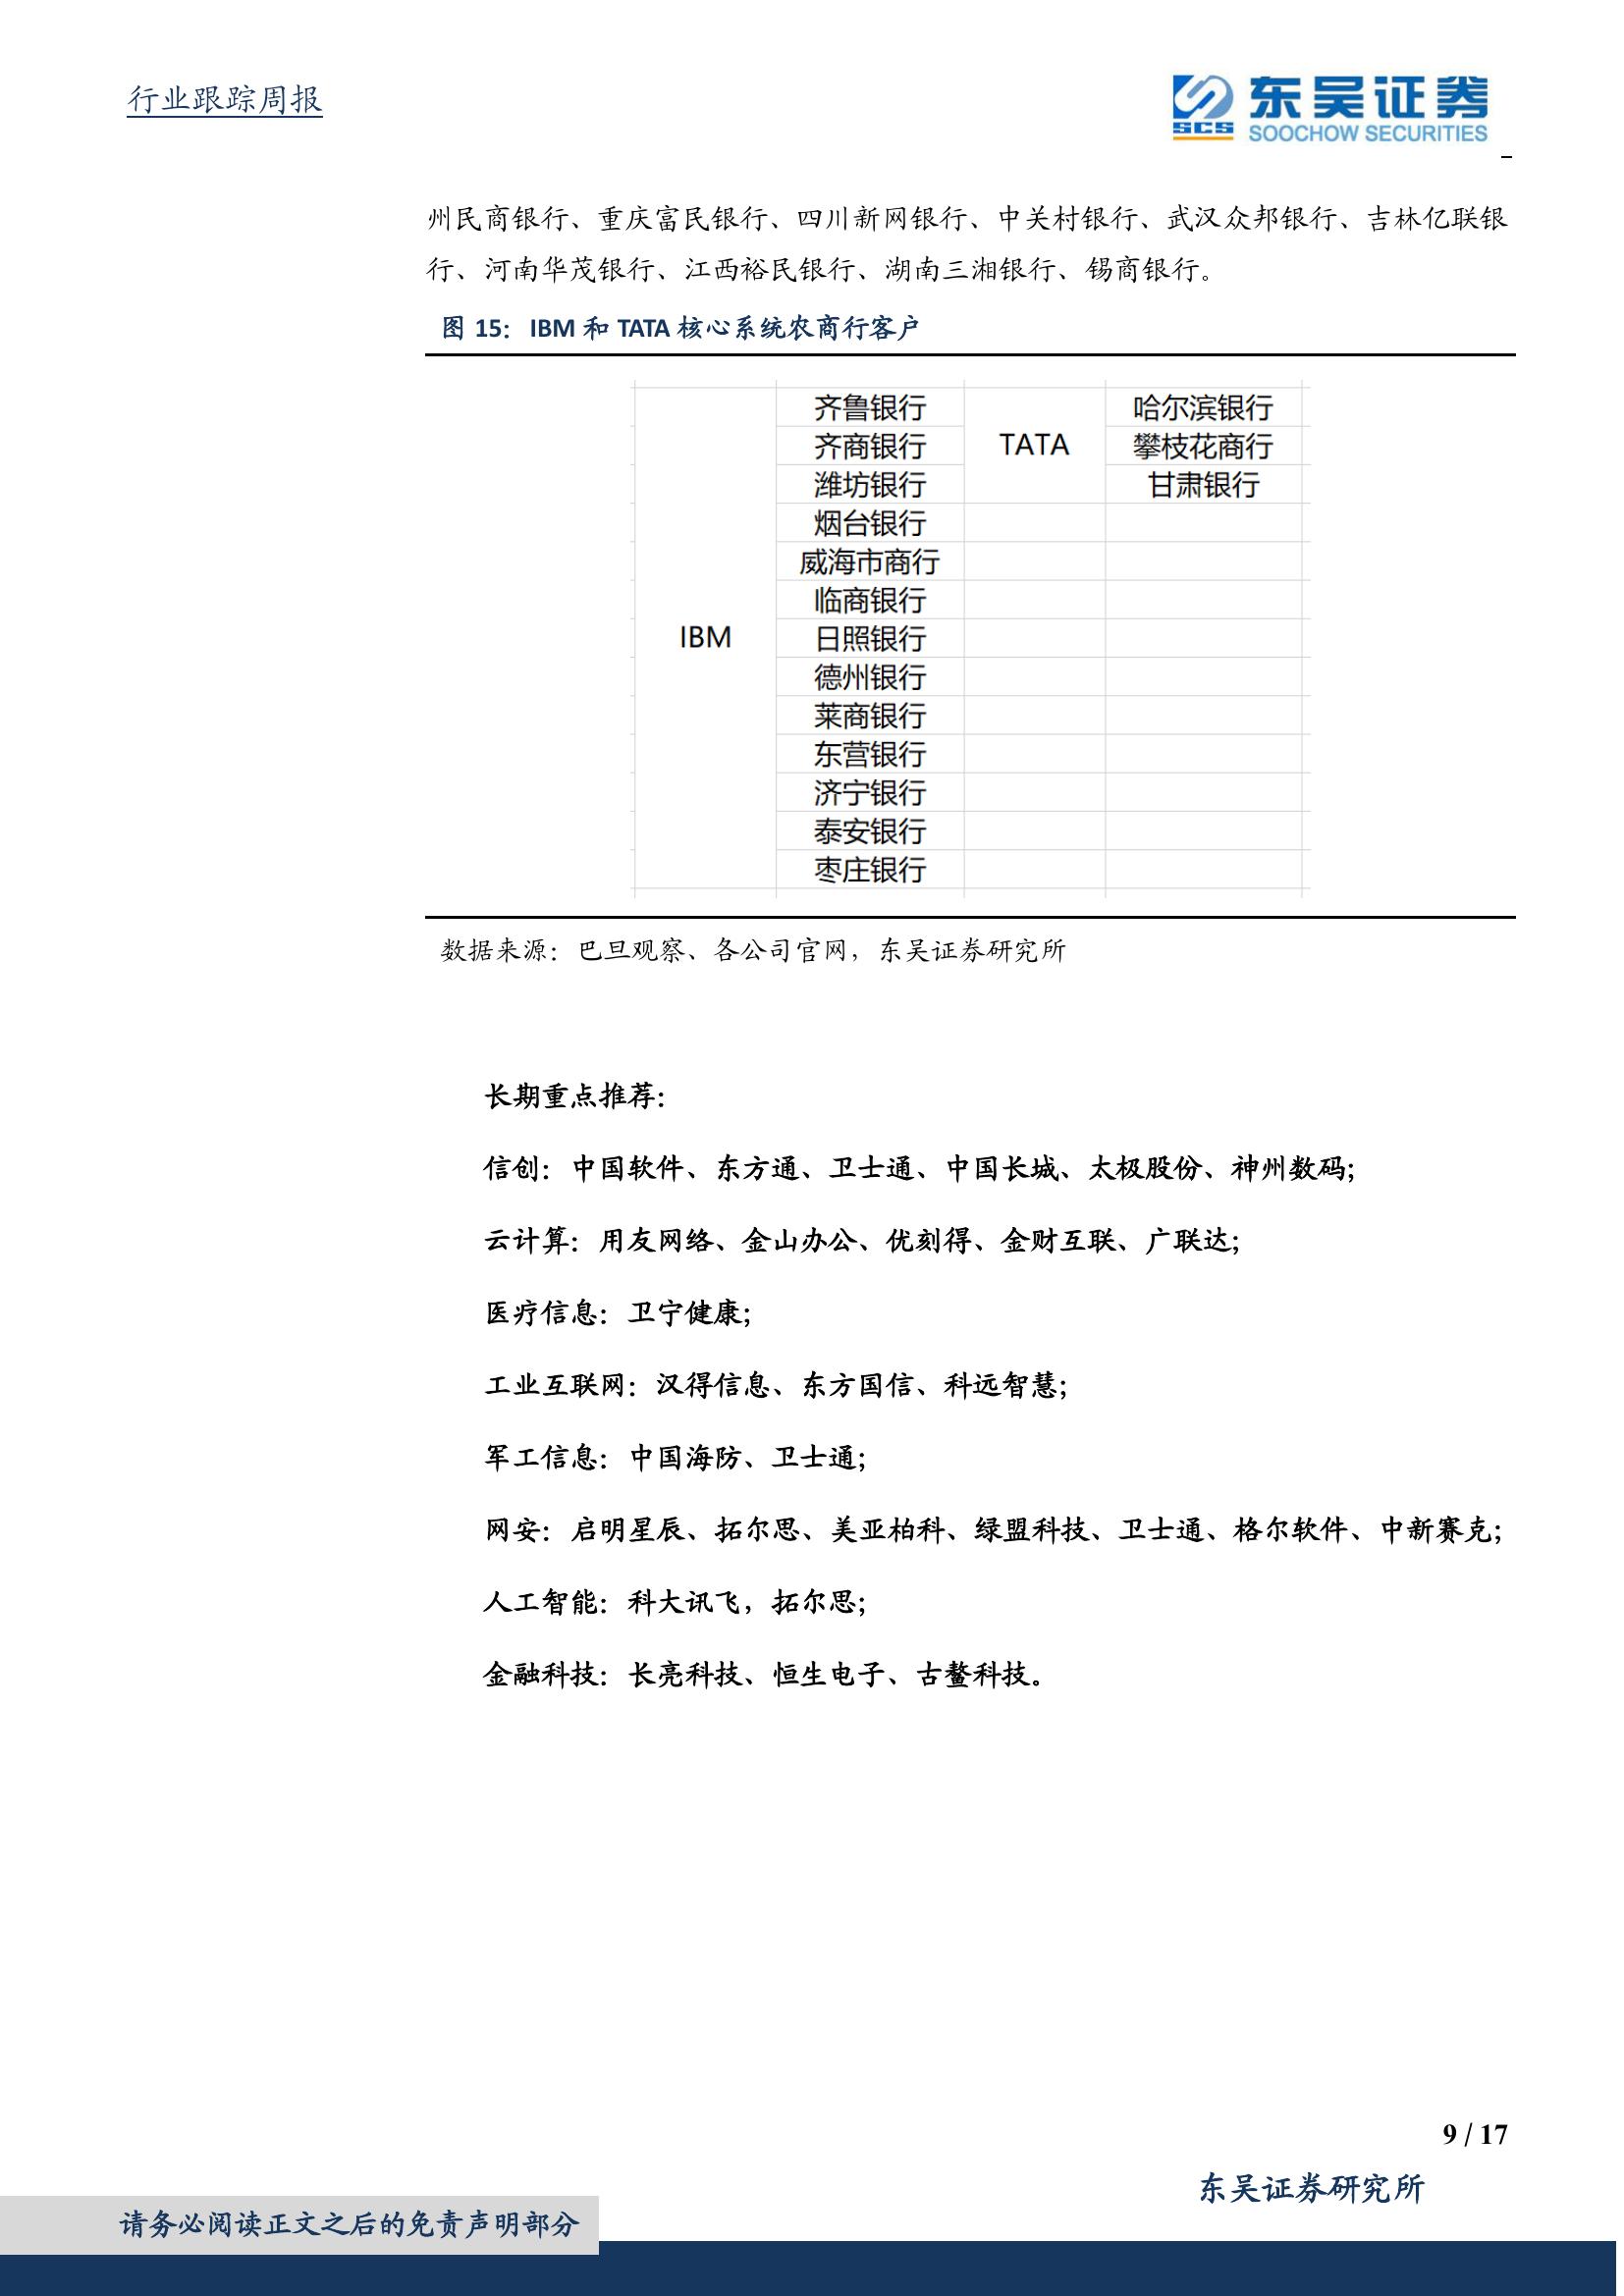 行业跟踪周报
东吴证券
SCS
SOOCHOW SECURITIES
州民商银行、重庆富民银行、四川新网银行、中关村银行、武汉众邦银行、吉林亿联银
行、河南华茂银行、江西裕民银行、湖南三湘银行、锡商银行。
图 15：IBM 和 TATA 核心系统农商行客户
齐鲁银行 哈尔滨银行
齐商银行 TATA 攀枝花商行
潍坊银行 甘肃银行
烟台银行
威海市商行
临商银行
IBM 日照银行
德州银行
莱商银行
东营银行
济宁银行
泰安银行
枣庄银行
数据来源：巴旦观察、各公司官网，东吴证券研究所
长期重点推荐：
信创：中国软件、东方通、卫士通、中国长城、太极股份、神州数码；
云计算：用友网络、金山办公、优刻得、金财互联、广联达；
医疗信息：卫宁健康；
工业互联网：汉得信息、东方国信、科远智慧；
军工信息：中国海防、卫士通；
网安：启明星辰、拓尔思、美亚柏科、绿盟科技、卫士通、格尔软件、中新赛克；
人工智能：科大讯飞，拓尔思；
金融科技：长亮科技、恒生电子、古鳌科技。
9 / 17
东吴证券研究所
请务必阅读正文之后的免责声明部分